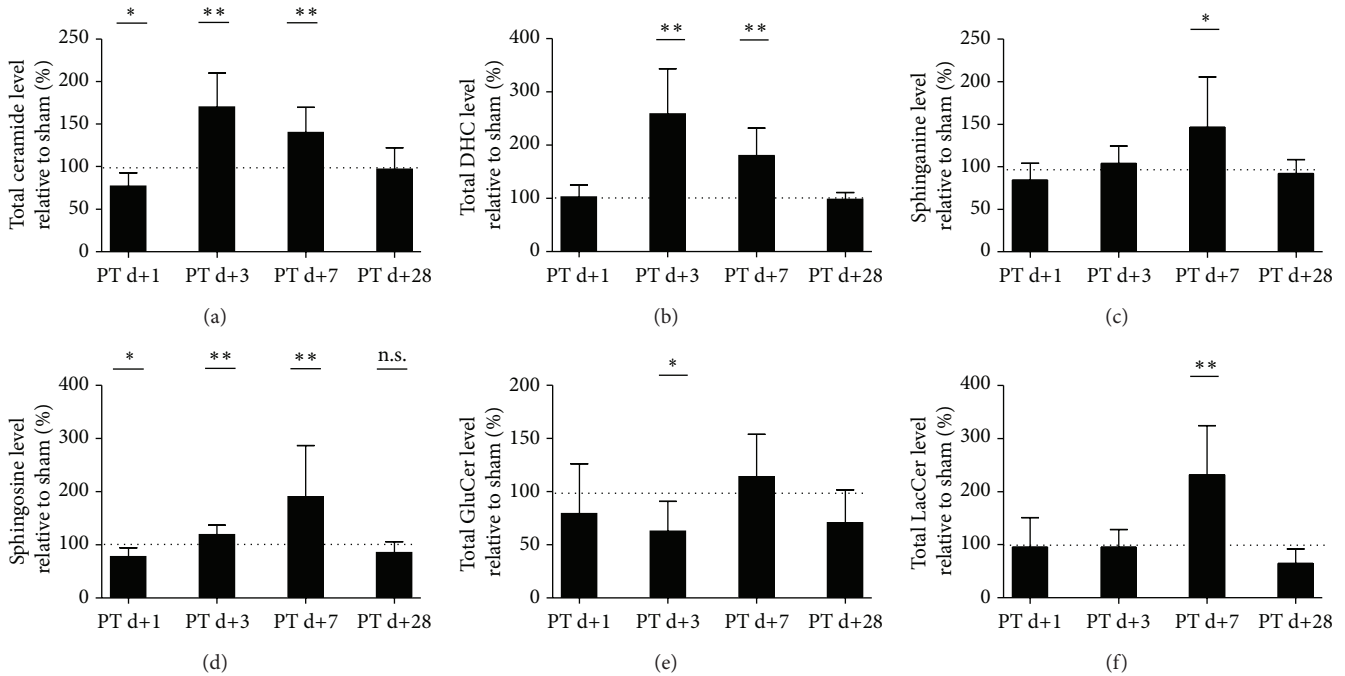 * ** **
250
200
150
100
50
0
Total ceramide level
relative to sham (%)
PT d+1 PT d+3 PT d+7 PT d+28
(a)
** **
400
300
200
100
0
Total DHC level
relative to sham (%)
PT d+1 PT d+3 PT d+7 PT d+28
(b)
*
250
200
150
100
50
0
Sphinganine level
relative to sham (%)
PT d+1 PT d+3 PT d+7 PT d+28
(c)
* ** ** n.s.
400
300
200
100
0
Sphingosine level
relative to sham (%)
PT d+1 PT d+3 PT d+7 PT d+28
(d)
*
200
150
100
50
0
Total GluCer level
relative to sham (%)
PT d+1 PT d+3 PT d+7 PT d+28
(e)
**
400
300
200
100
0
Total LacCer level
relative to sham (%)
PT d+1 PT d+3 PT d+7 PT d+28
(f)